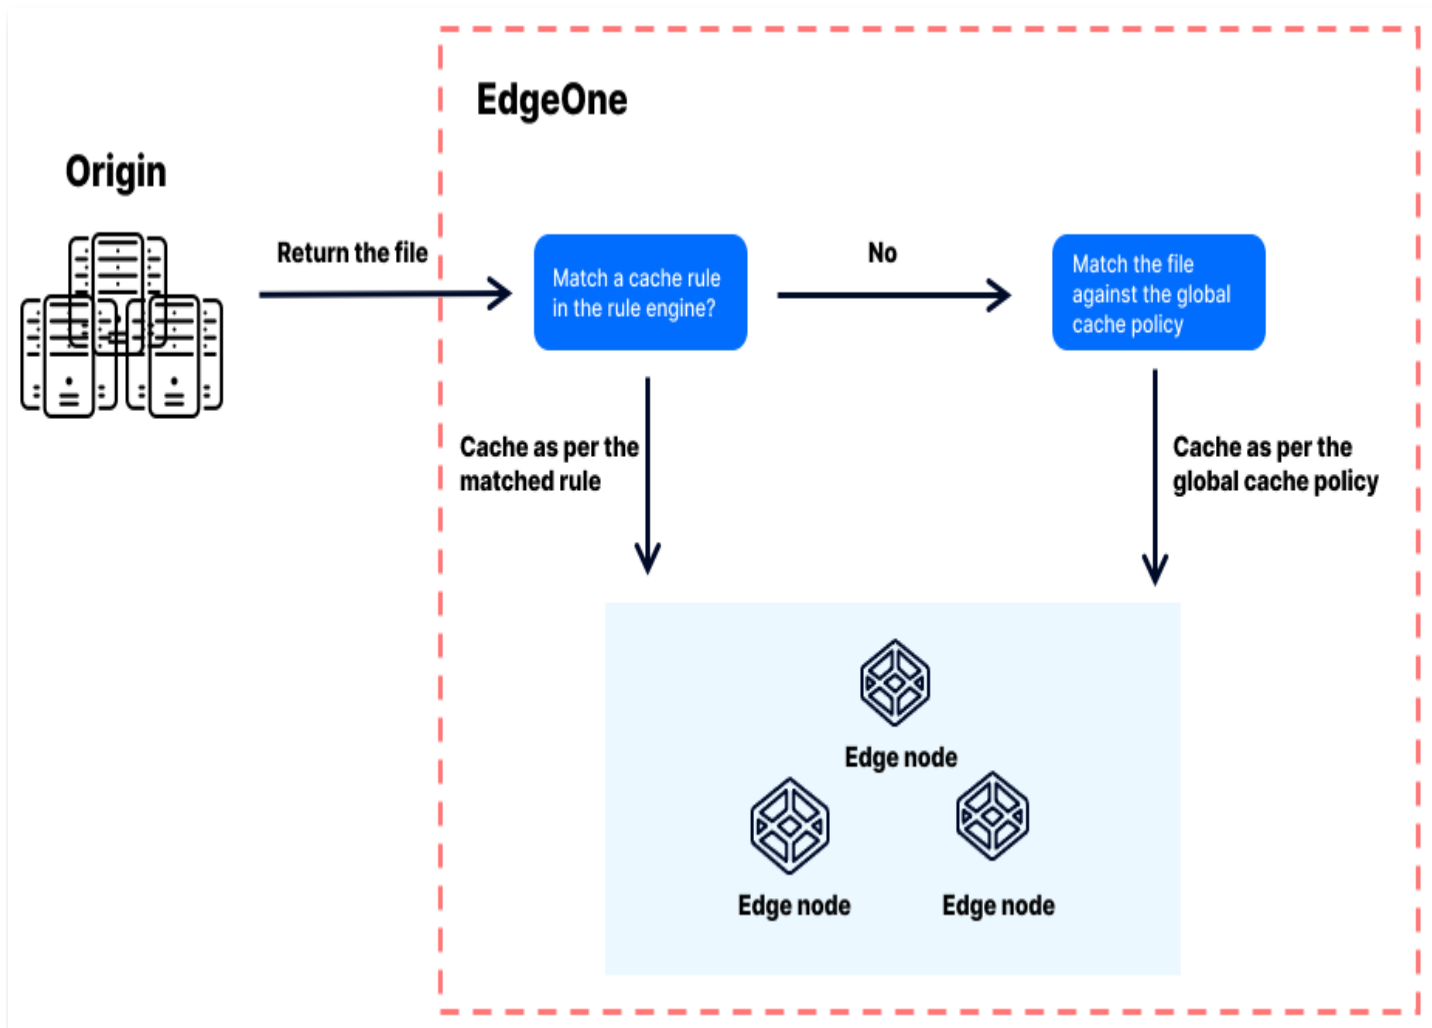 EdgeOne
Origin
Return the file
Match a cache rule
in the rule engine?
No
Match the file
against the global
cache policy
Cache as per the
matched rule
Cache as per the
global cache policy
Edge node
Edge node
Edge node